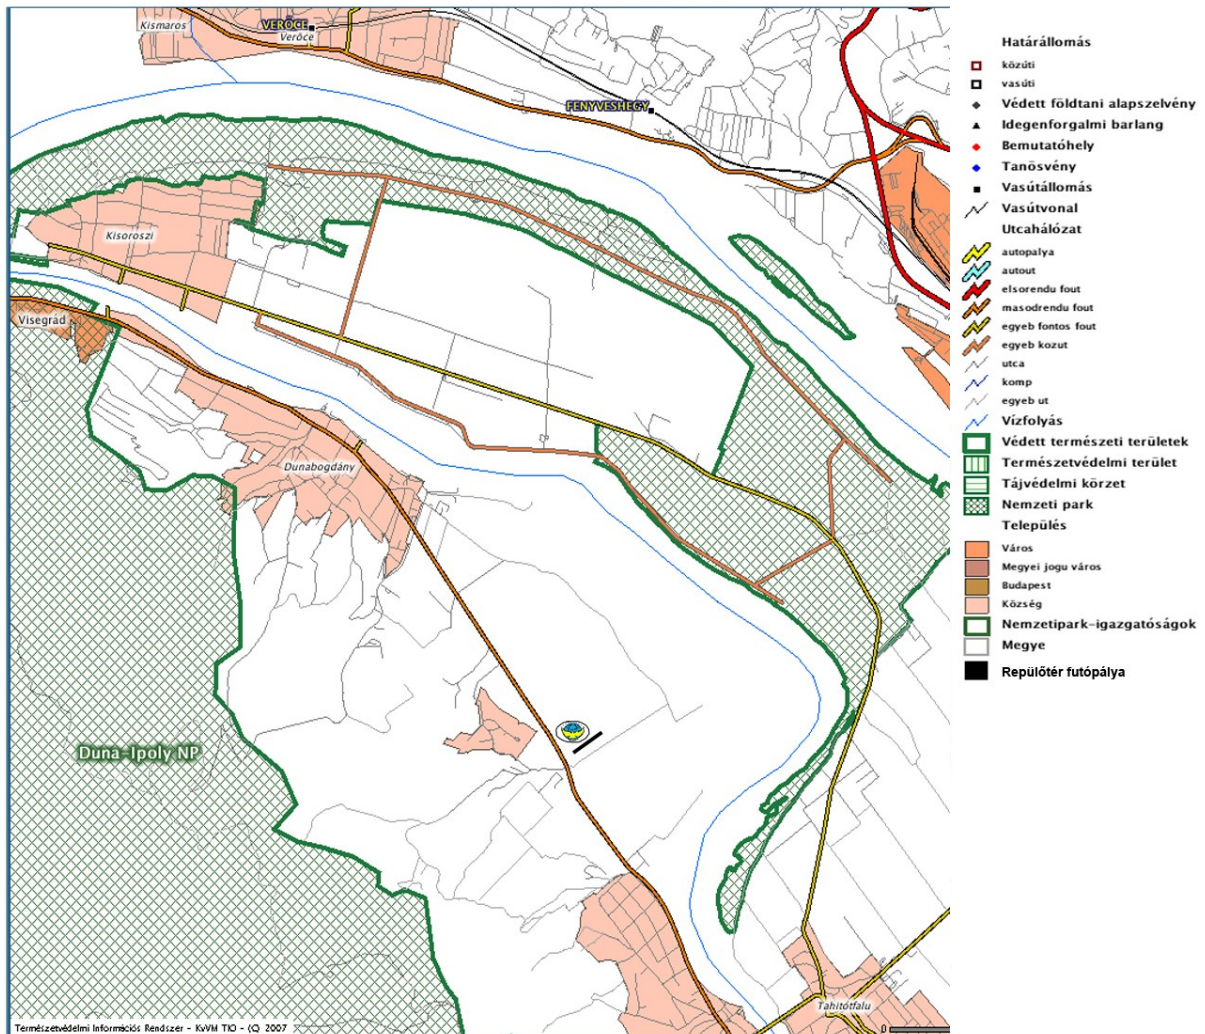 Kismaros
VERŐCE
Verőce
FENYVESHEGY
Kisoroszi
Visegrád
Dunabogdány
Duna-Ipoly NP
Tahitótfalu
0
Természetvédelmi Információs Rendszer - KvVM TIO - (C) 2007
Határállomás
közúti
vasúti
Védett földtani alapszelvény
Idegenforgalmi barlang
Bemutatóhely
Tanösvény
Vasútállomás
Vasútvonal
Utcahálózat
autopalya
autout
elsorendu fout
masodrendu fout
egyeb fontos fout
egyeb kozut
utca
komp
egyeb ut
Vízfolyás
Védett természeti területek
Természetvédelmi terület
Tájvédelmi körzet
Nemzeti park
Település
Város
Megyei jogu város
Budapest
Község
Nemzetipark-igazgatóságok
Megye
Repülőtér futópálya